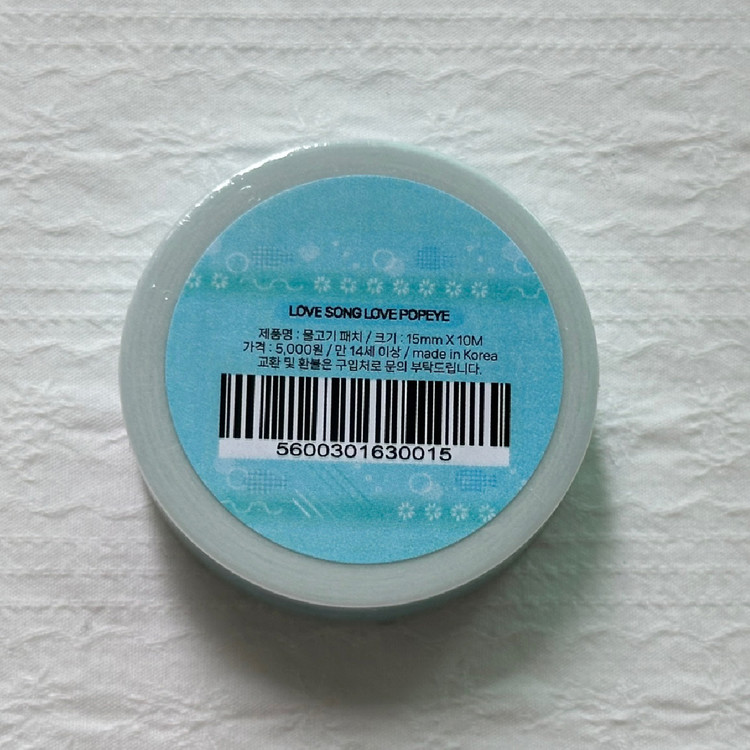 LOVE SONG LOVE POPEYE
제품명 : 물고기 패치 / 크기 : 15mm X 10M
가격 : 5,000원 / 만 14세 이상 / made in Korea
교환 및 환불은 구입처로 문의 부탁드립니다.
5600301630015